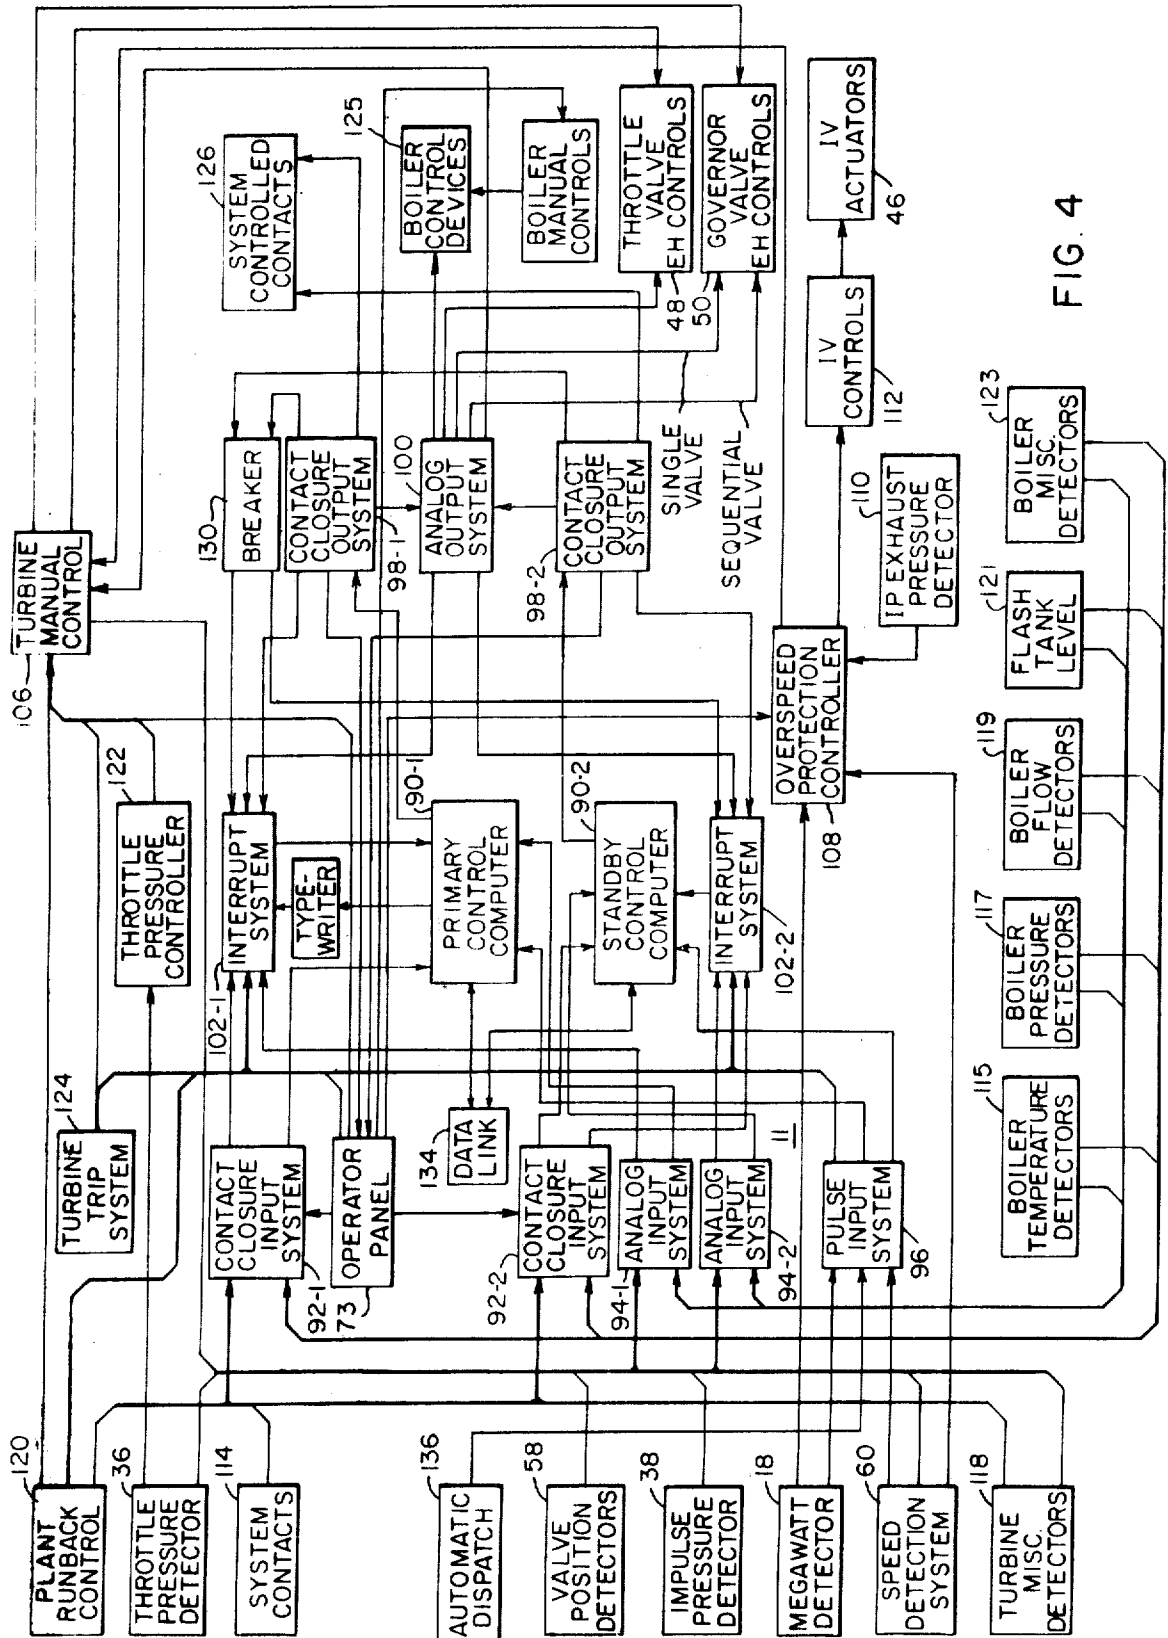 120
PLANT
RUNBACK
CONTROL
36
THROTTLE
PRESSURE
DETECTOR
114
SYSTEM
CONTACTS
136
AUTOMATIC
DISPATCH
58
VALVE
POSITION
DETECTORS
38
IMPULSE
PRESSURE
DETECTOR
18
MEGAWATT
DETECTOR
60
SPEED
DETECTION
SYSTEM
118
TURBINE
MISC.
DETECTORS
124
TURBINE
TRIP
SYSTEM
CONTACT
CLOSURE
INPUT
SYSTEM
92-1
OPERATOR
PANEL
73
134
DATA
LINK
CONTACT
CLOSURE
INPUT
SYSTEM
92-2
ANALOG
INPUT
SYSTEM
94-1
ANALOG
INPUT
SYSTEM
94-2
11
PULSE
INPUT
SYSTEM
96
122
THROTTLE
PRESSURE
CONTROLLER
102-1
INTERRUPT
SYSTEM
TYPE-
WRITER
90-1
PRIMARY
CONTROL
COMPUTER
90-2
STANDBY
CONTROL
COMPUTER
INTERRUPT
SYSTEM
102-2
OVERSPEED
PROTECTION
CONTROLLER
108
106
TURBINE
MANUAL
CONTROL
130
BREAKER
CONTACT
CLOSURE
OUTPUT
SYSTEM
98-1
100
ANALOG
OUTPUT
SYSTEM
98-2
CONTACT
CLOSURE
OUTPUT
SYSTEM
SINGLE
VALVE
SEQUENTIAL
VALVE
110
IP EXHAUST
PRESSURE
DETECTOR
126
SYSTEM
CONTROLLED
CONTACTS
125
BOILER
CONTROL
DEVICES
BOILER
MANUAL
CONTROLS
THROTTLE
VALVE
EH CONTROLS
48
GOVERNOR
VALVE
EH CONTROLS
50
IV
CONTROLS
112
IV
ACTUATORS
46
115
BOILER
TEMPERATURE
DETECTORS
117
BOILER
PRESSURE
DETECTORS
119
BOILER
FLOW
DETECTORS
121
FLASH
TANK
LEVEL
123
BOILER
MISC.
DETECTORS
FIG. 4